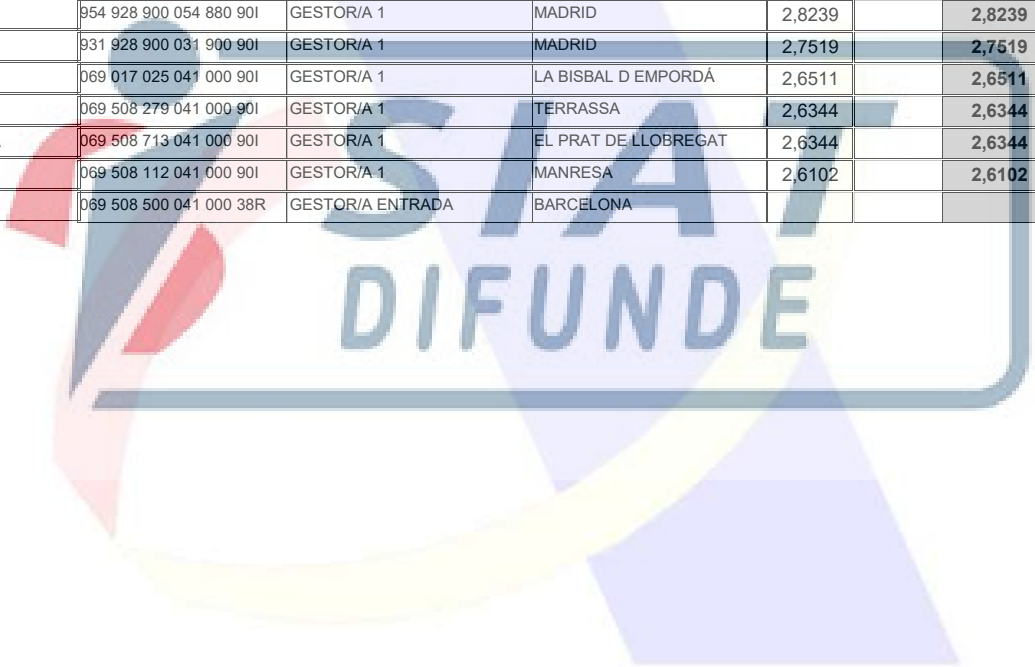 954 928 900 054 880 90I GESTOR/A 1 MADRID 2,8239 2,8239
931 928 900 031 900 90I GESTOR/A 1 MADRID 2,7519 2,7519
069 017 025 041 000 90I GESTOR/A 1 LA BISBAL D EMPORDÁ 2,6511 2,6511
069 508 279 041 000 90I GESTOR/A 1 TERRASSA 2,6344 2,6344
069 508 713 041 000 90I GESTOR/A 1 EL PRAT DE LLOBREGAT 2,6344 2,6344
069 508 112 041 000 90I GESTOR/A 1 MANRESA 2,6102 2,6102
069 508 500 041 000 38R GESTOR/A ENTRADA BARCELONA
SIAT
DIFUNDE